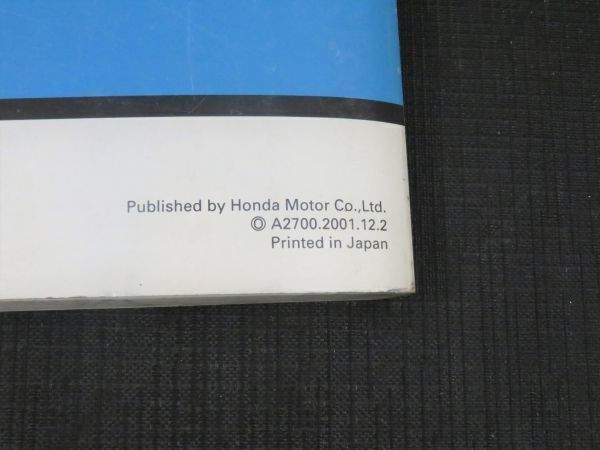 Published by Honda Motor Co.,Ltd.
© A2700.2001.12.2
Printed in Japan